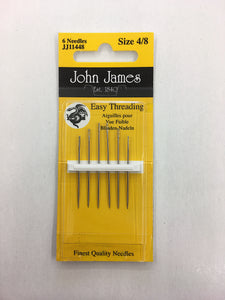 6 Needles
JJ11448
Size 4/8
John James
Est. 1840
Easy Threading
Aiguilles pour
Vue Faible
Blinden Nadeln
Finest Quality Needles